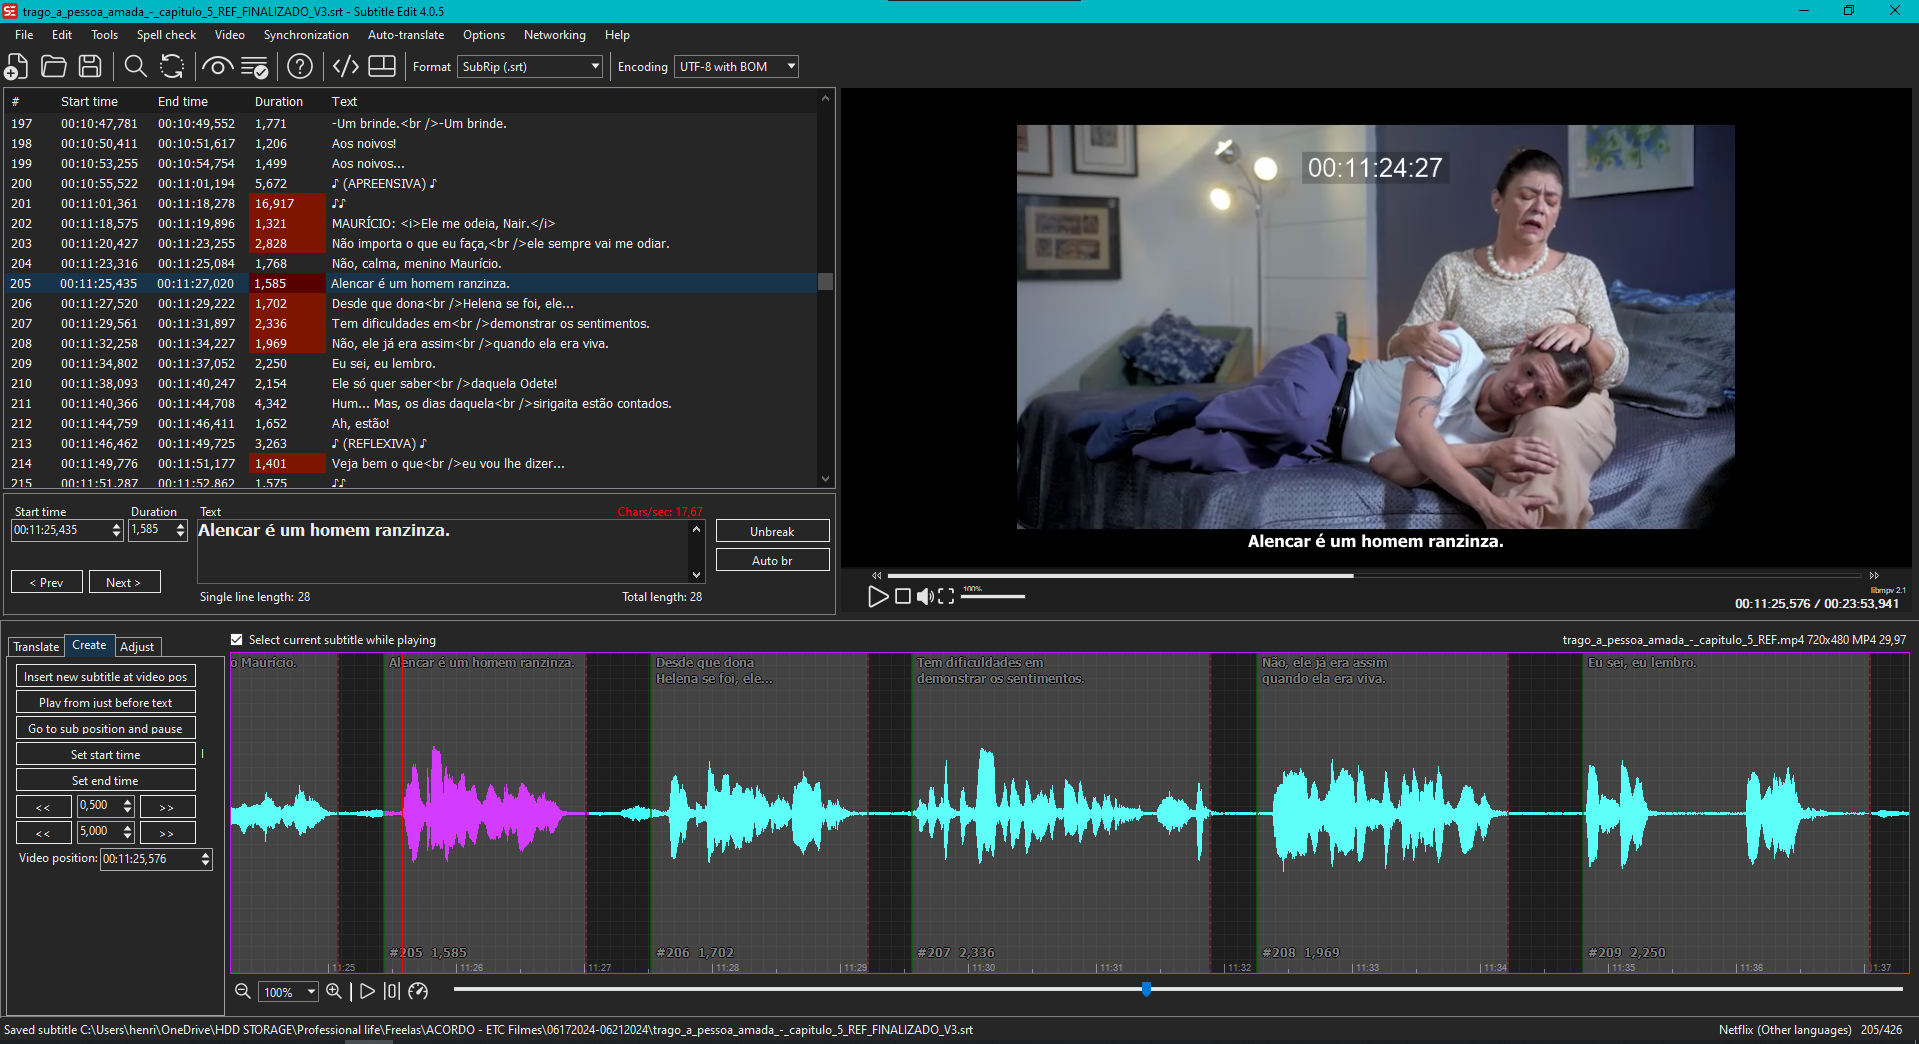 trago_a_pessoa_amada_-_capitulo_5_REF_FINALIZADO_V3.srt - Subtitle Edit 4.0.5
File Edit Tools Spell check Video Synchronization Auto-translate Options Networking Help
Format SubRip (.srt) Encoding UTF-8 with BOM
# Start time End time Duration Text
197 00:10:47,781 00:10:49,552 1,771 -Um brinde.<br />-Um brinde.
198 00:10:50,411 00:10:51,617 1,206 Aos noivos!
199 00:10:53,255 00:10:54,754 1,499 Aos noivos...
200 00:10:55,522 00:11:01,194 5,672 ♪ (APREENSIVA) ♪
201 00:11:01,361 00:11:18,278 16,917 ♪♪
202 00:11:18,575 00:11:19,896 1,321 MAURÍCIO: <i>Ele me odeia, Nair.</i>
203 00:11:20,427 00:11:23,255 2,828 Não importa o que eu faça,<br />ele sempre vai me odiar.
204 00:11:23,316 00:11:25,084 1,768 Não, calma, menino Maurício.
205 00:11:25,435 00:11:27,020 1,585 Alencar é um homem ranzinza.
206 00:11:27,520 00:11:29,222 1,702 Desde que dona<br />Helena se foi, ele...
207 00:11:29,561 00:11:31,897 2,336 Tem dificuldades em<br />demonstrar os sentimentos.
208 00:11:32,258 00:11:34,227 1,969 Não, ele já era assim<br />quando ela era viva.
209 00:11:34,802 00:11:37,052 2,250 Eu sei, eu lembro.
210 00:11:38,093 00:11:40,247 2,154 Ele só quer saber<br />daquela Odete!
211 00:11:40,366 00:11:44,708 4,342 Hum... Mas, os dias daquela<br />sirigaita estão contados.
212 00:11:44,759 00:11:46,411 1,652 Ah, estão!
213 00:11:46,462 00:11:49,725 3,263 ♪ (REFLEXIVA) ♪
214 00:11:49,776 00:11:51,177 1,401 Veja bem o que<br />eu vou lhe dizer...
215 00:11:51,287 00:11:52,862 1,575 ♪♪
00:11:24:27
Alencar é um homem ranzinza.
100%
libmpv 2.1
00:11:25,576 / 00:23:53,941
Start time Duration Text Chars/sec: 17,67
00:11:25,435 1,585 Alencar é um homem ranzinza.
Unbreak
Auto br
< Prev Next >
Single line length: 28 Total length: 28
Translate Create Adjust
Select current subtitle while playing
trago_a_pessoa_amada_-_capitulo_5_REF.mp4 720x480 MP4 29,97
Insert new subtitle at video pos
Play from just before text
Go to sub position and pause
Set start time
Set end time
<< 0,500 >>
<< 5,000 >>
Video position: 00:11:25,576
o Maurício. Alencar é um homem ranzinza. Desde que dona Tem dificuldades em Não, ele já era assim Eu sei, eu lembro.
Helena se foi, ele... demonstrar os sentimentos. quando ela era viva.
#205 1,585 #206 1,702 #207 2,336 #208 1,969 #209 2,250
11:25 11:26 11:27 11:28 11:29 11:30 11:31 11:32 11:33 11:34 11:35 11:36 11:37
100%
Saved subtitle C:\Users\henri\OneDrive\HDD STORAGE\Professional life\Freelas\ACORDO - ETC Filmes\06172024-06212024\trago_a_pessoa_amada_-_capitulo_5_REF_FINALIZADO_V3.srt
Netflix (Other languages) 205/426